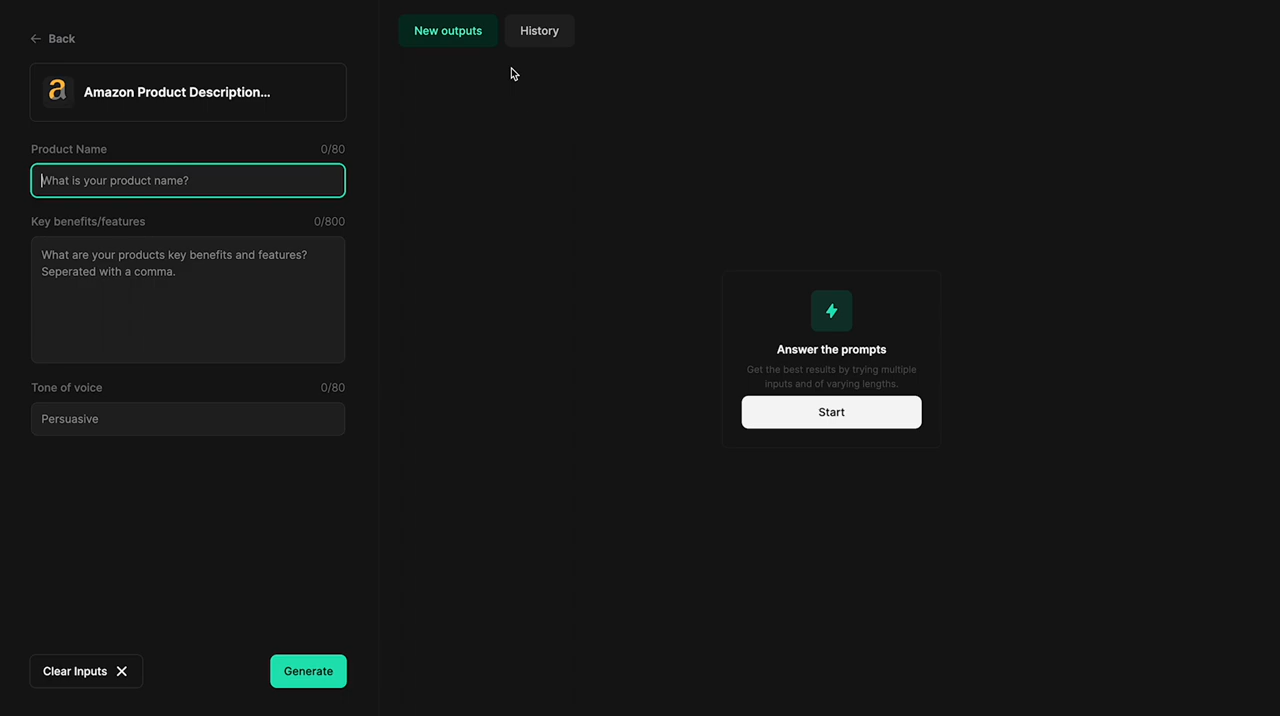 Back
Amazon Product Description...
Product Name 0/80
What is your product name?
Key benefits/features 0/800
What are your products key benefits and features?
Seperated with a comma.
Tone of voice 0/80
Persuasive
Clear Inputs
Generate
New outputs History
Answer the prompts
Get the best results by trying multiple
inputs and of varying lengths.
Start